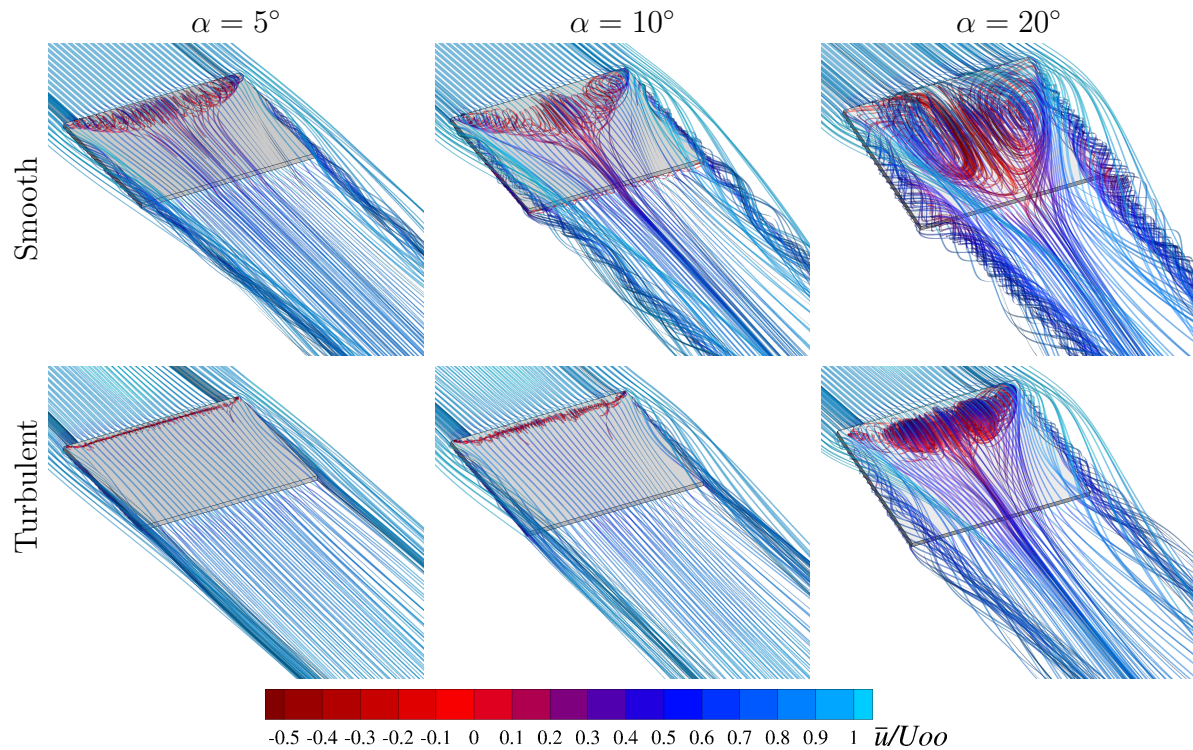 α = 5° α = 10° α = 20°
Smooth
Turbulent
-0.5 -0.4 -0.3 -0.2 -0.1 0 0.1 0.2 0.3 0.4 0.5 0.6 0.7 0.8 0.9 1 ū/Uoo